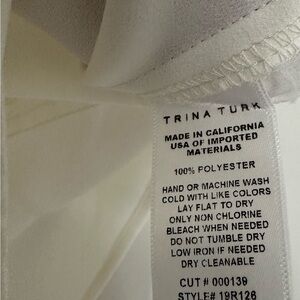 TRINA TURK
MADE IN CALIFORNIA
USA OF IMPORTED
MATERIALS
100% POLYESTER
HAND OR MACHINE WASH
COLD WITH LIKE COLORS
LAY FLAT TO DRY
ONLY NON CHLORINE
BLEACH WHEN NEEDED
DO NOT TUMBLE DRY
LOW IRON IF NEEDED
DRY CLEANABLE
CUT # 000139
STYLE# 19R126